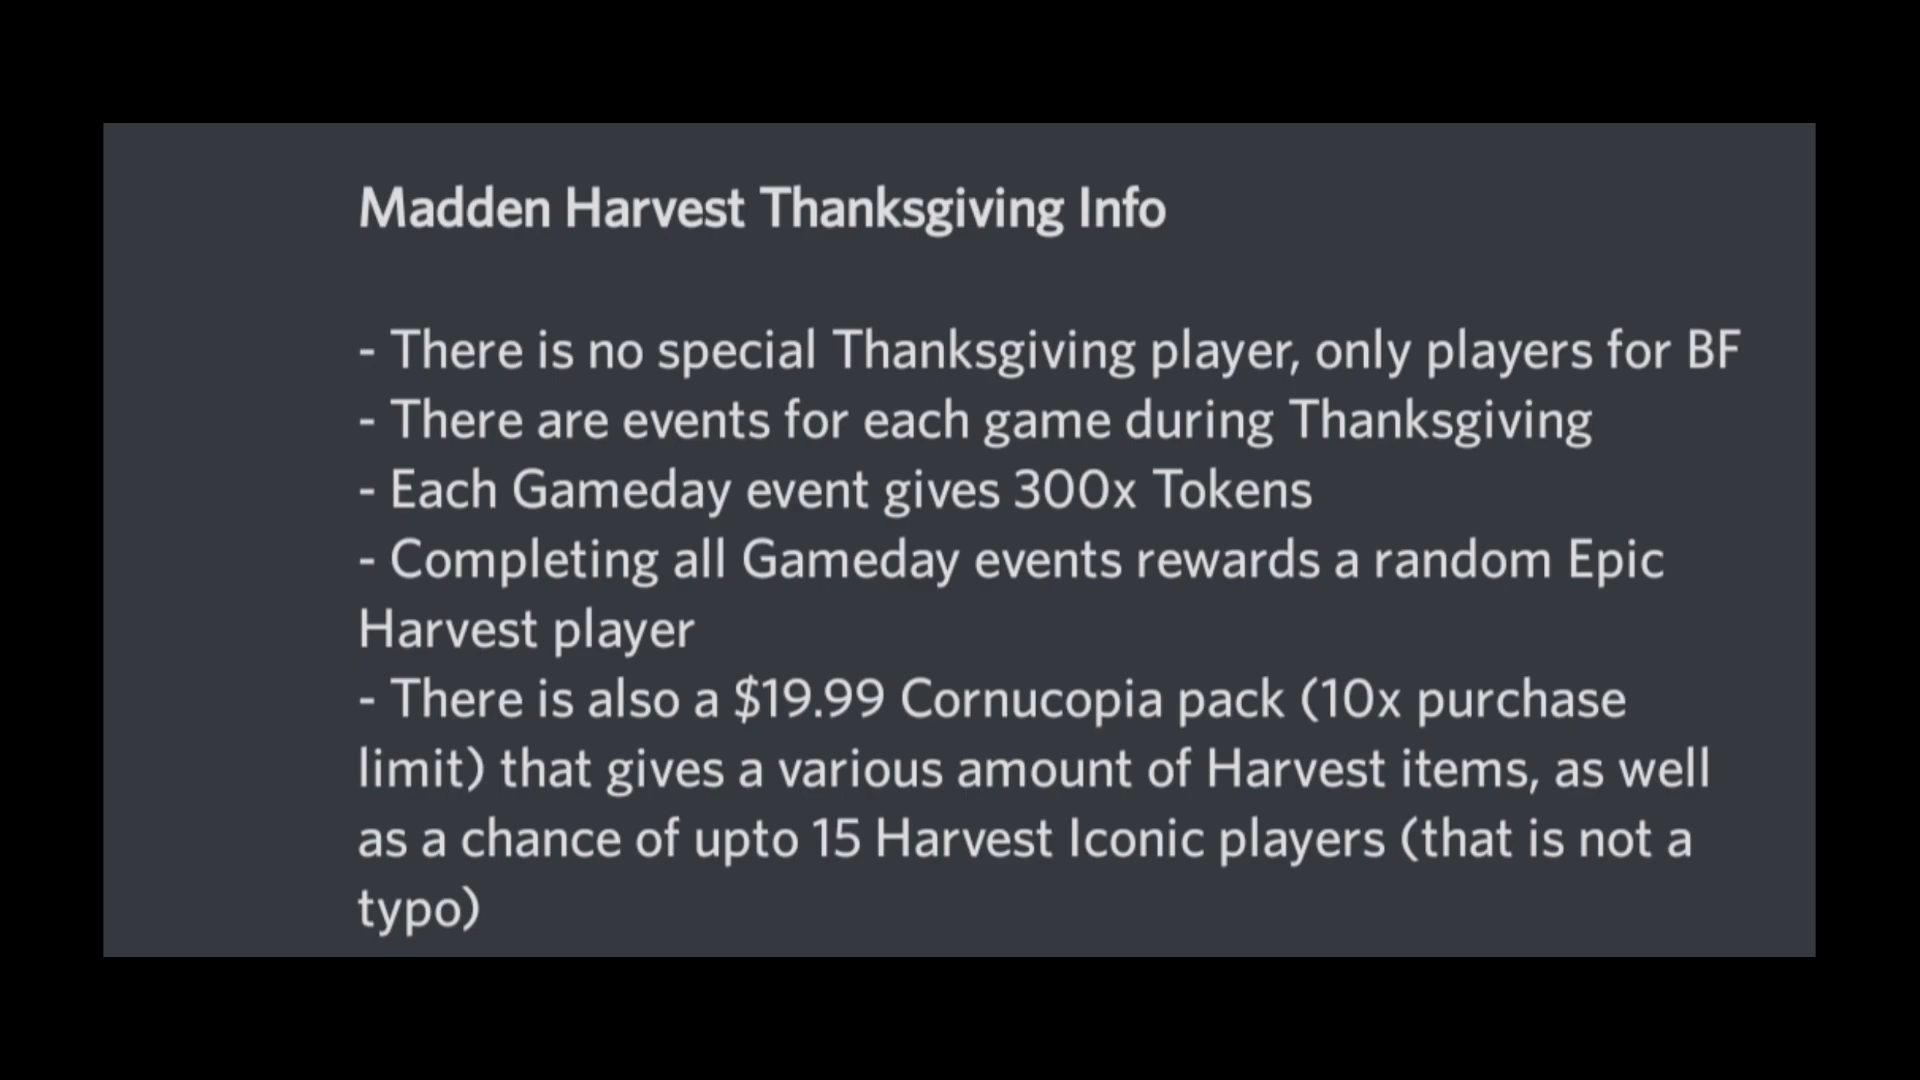 Madden Harvest Thanksgiving Info
- There is no special Thanksgiving player, only players for BF
- There are events for each game during Thanksgiving
- Each Gameday event gives 300x Tokens
- Completing all Gameday events rewards a random Epic
Harvest player
- There is also a $19.99 Cornucopia pack (10x purchase
limit) that gives a various amount of Harvest items, as well
as a chance of upto 15 Harvest Iconic players (that is not a
typo)